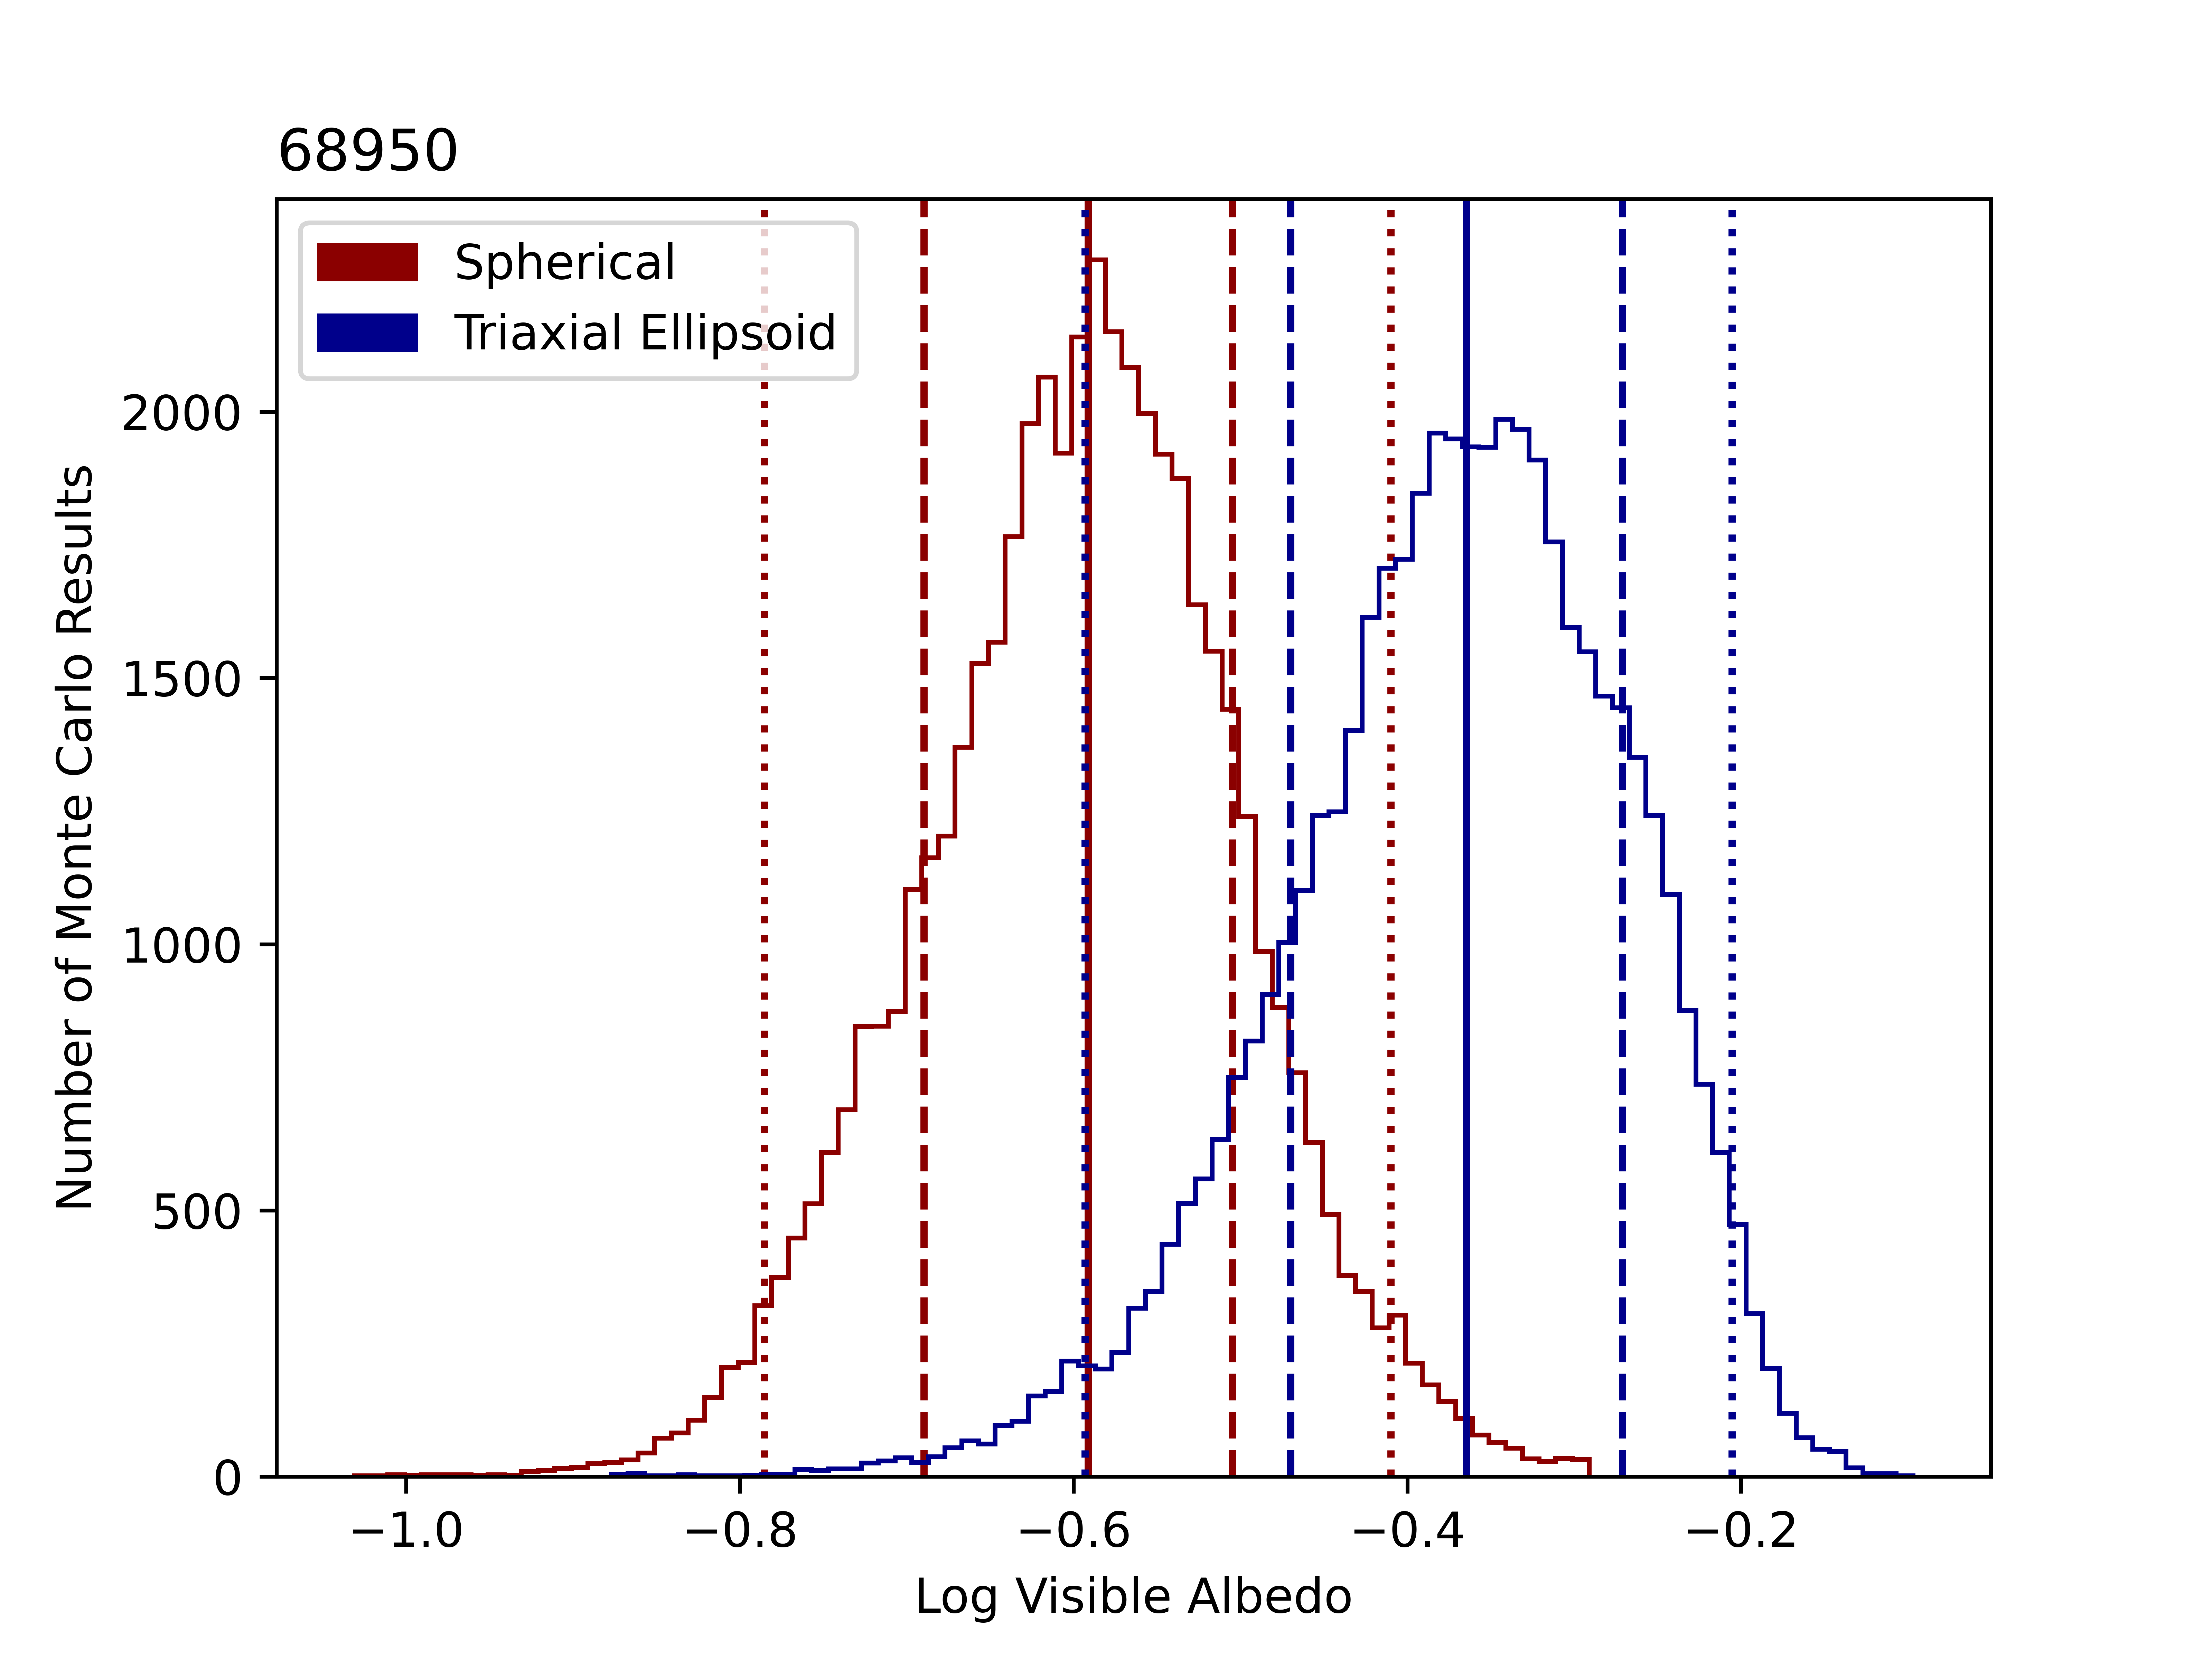 68950
Spherical
Triaxial Ellipsoid
Number of Monte Carlo Results
2000
1500
1000
500
0
−1.0 −0.8 −0.6 −0.4 −0.2
Log Visible Albedo